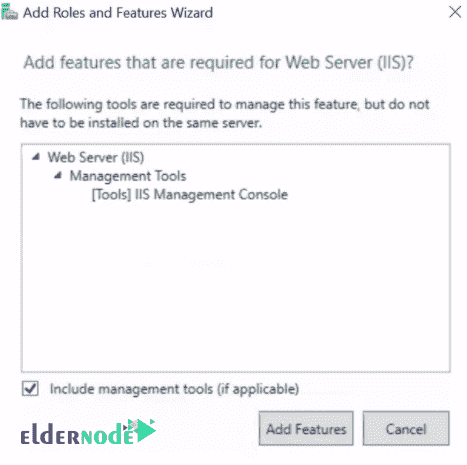 Add Roles and Features Wizard
Add features that are required for Web Server (IIS)?
The following tools are required to manage this feature, but do not
have to be installed on the same server.
Web Server (IIS)
Management Tools
[Tools] IIS Management Console
Include management tools (if applicable)
ELDERNODE
Add Features
Cancel